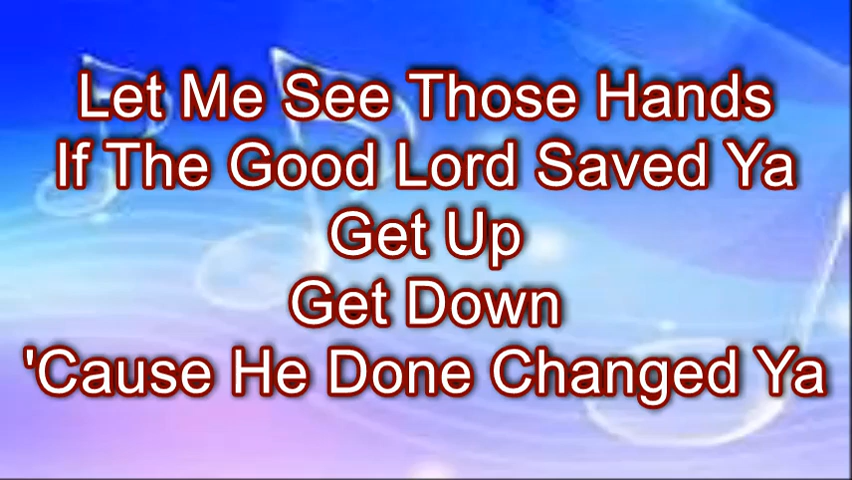 Let Me See Those Hands
If The Good Lord Saved Ya
Get Up
Get Down
'Cause He Done Changed Ya